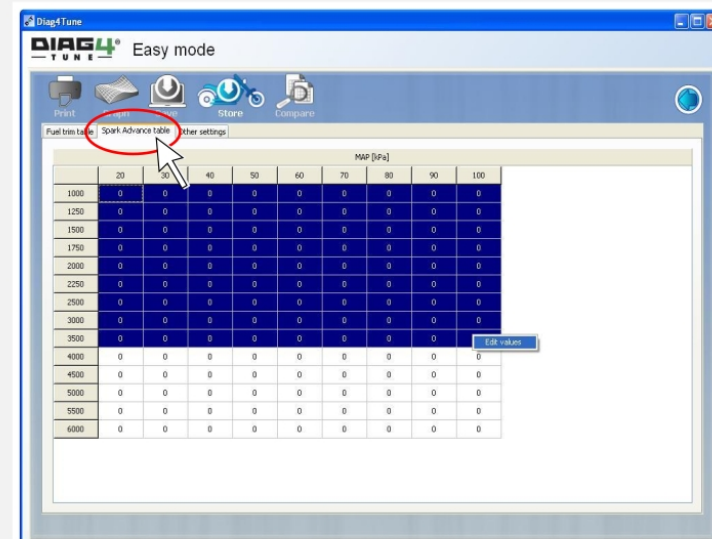 Diag4Tune
DIAG4® Easy mode
TUNE
Print Graph Save Store Compare
Fuel trim table Spark Advance table Other settings
MAP [kPa]
20 30 40 50 60 70 80 90 100
1000 0 0 0 0 0 0 0 0 0
1250 0 0 0 0 0 0 0 0 0
1500 0 0 0 0 0 0 0 0 0
1750 0 0 0 0 0 0 0 0 0
2000 0 0 0 0 0 0 0 0 0
2250 0 0 0 0 0 0 0 0 0
2500 0 0 0 0 0 0 0 0 0
3000 0 0 0 0 0 0 0 0 0
3500 0 0 0 0 0 0 0 0
Edit values
4000 0 0 0 0 0 0 0 0 0
4500 0 0 0 0 0 0 0 0 0
5000 0 0 0 0 0 0 0 0 0
5500 0 0 0 0 0 0 0 0 0
6000 0 0 0 0 0 0 0 0 0